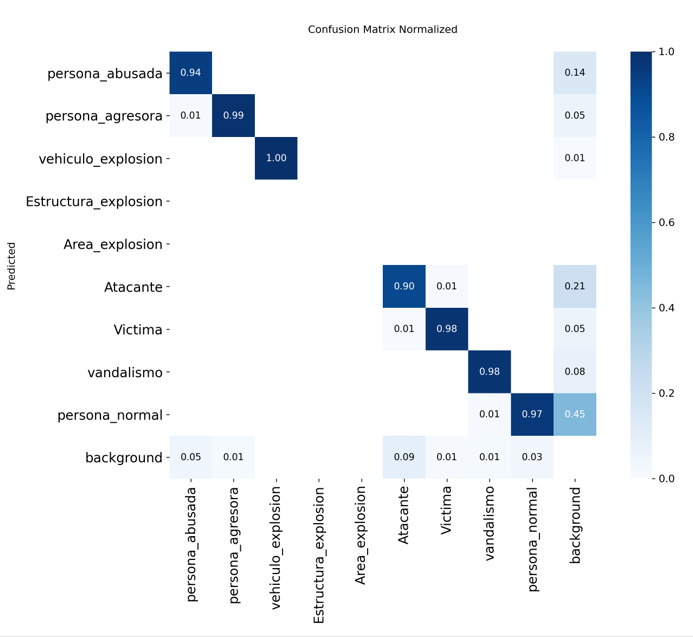 Confusion Matrix Normalized
persona_abusada 0.94 0.14
persona_agresora 0.01 0.99 0.05
vehiculo_explosion 1.00 0.01
Estructura_explosion
Area_explosion
Atacante 0.90 0.01 0.21
Victima 0.01 0.98 0.05
vandalismo 0.98 0.08
persona_normal 0.01 0.97 0.45
background 0.05 0.01 0.09 0.01 0.01 0.03
Predicted
persona_abusada
persona_agresora
vehiculo_explosion
Estructura_explosion
Area_explosion
Atacante
Victima
vandalismo
persona_normal
background
1.0
0.8
0.6
0.4
0.2
0.0